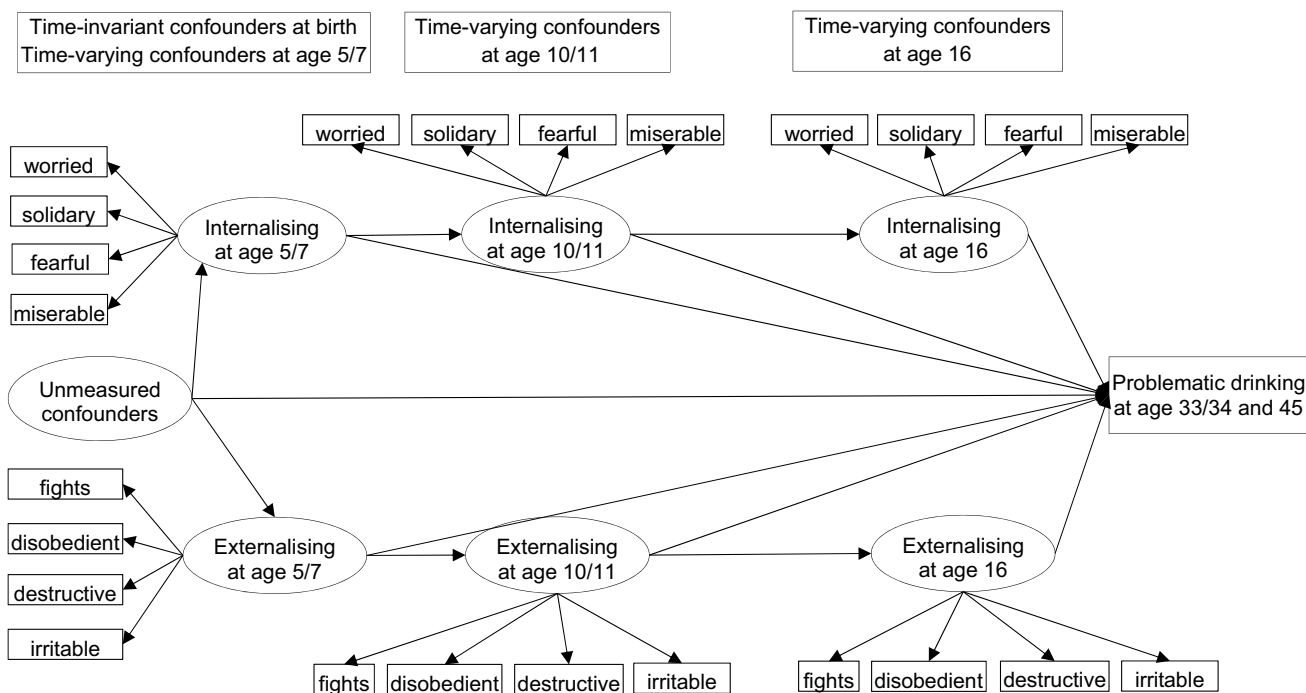 Time-invariant confounders at birth
Time-varying confounders at age 5/7
Time-varying confounders
at age 10/11
Time-varying confounders
at age 16
worried
solidary
fearful
miserable
worried
solidary
fearful
miserable
worried
solidary
fearful
miserable
Internalising
at age 5/7
Internalising
at age 10/11
Internalising
at age 16
Unmeasured
confounders
Problematic drinking
at age 33/34 and 45
fights
disobedient
destructive
irritable
Externalising
at age 5/7
Externalising
at age 10/11
Externalising
at age 16
fights
disobedient
destructive
irritable
fights
disobedient
destructive
irritable